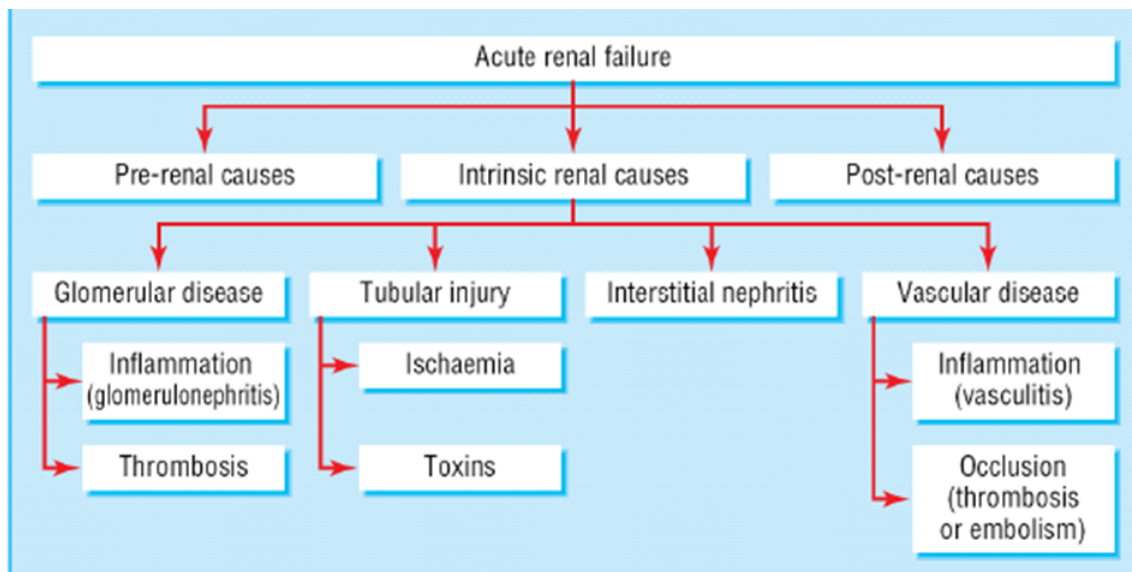 Acute renal failure
Pre-renal causes
Intrinsic renal causes
Post-renal causes
Glomerular disease
Tubular injury
Interstitial nephritis
Vascular disease
Inflammation
(glomerulonephritis)
Thrombosis
Ischaemia
Toxins
Inflammation
(vasculitis)
Occlusion
(thrombosis
or embolism)